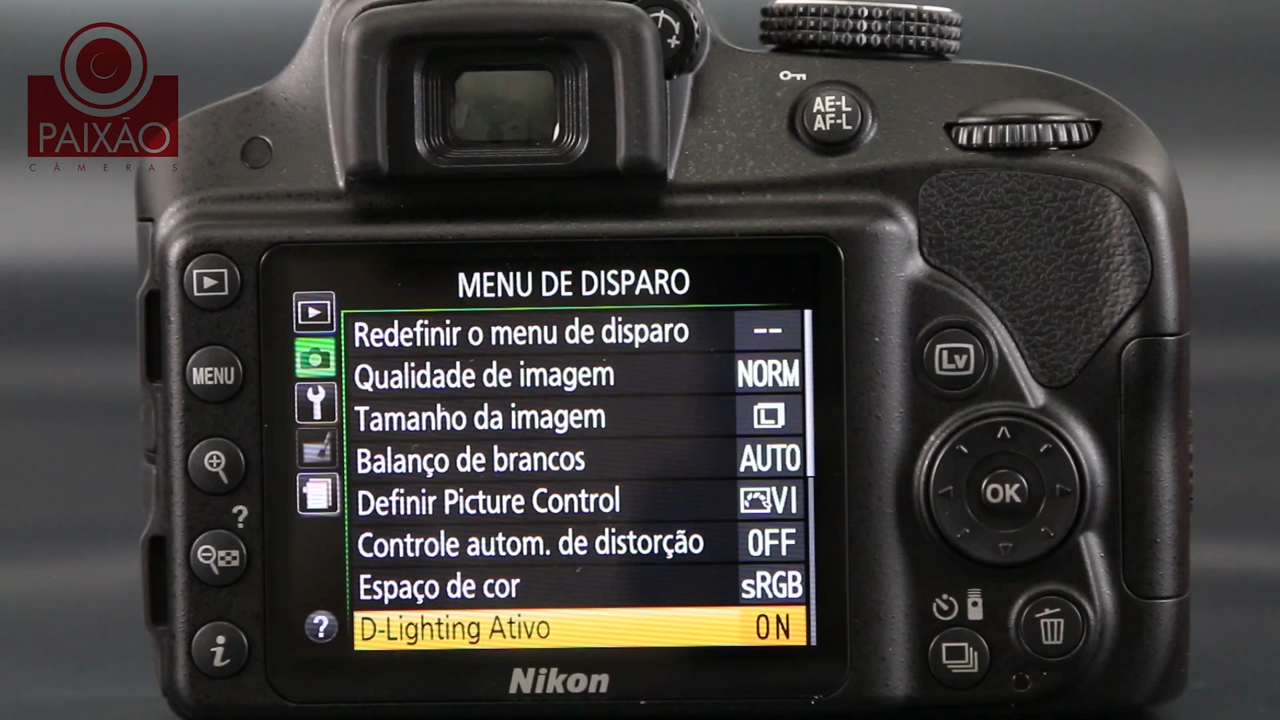 PAIXÃO
CÂMERAS
AE-L
AF-L
MENU DE DISPARO
Redefinir o menu de disparo --
Qualidade de imagem NORM
Tamanho da imagem L
Balanço de brancos AUTO
Definir Picture Control VI
Controle autom. de distorção OFF
Espaço de cor sRGB
D-Lighting Ativo ON
MENU
?
?
i
Lv
OK
Nikon